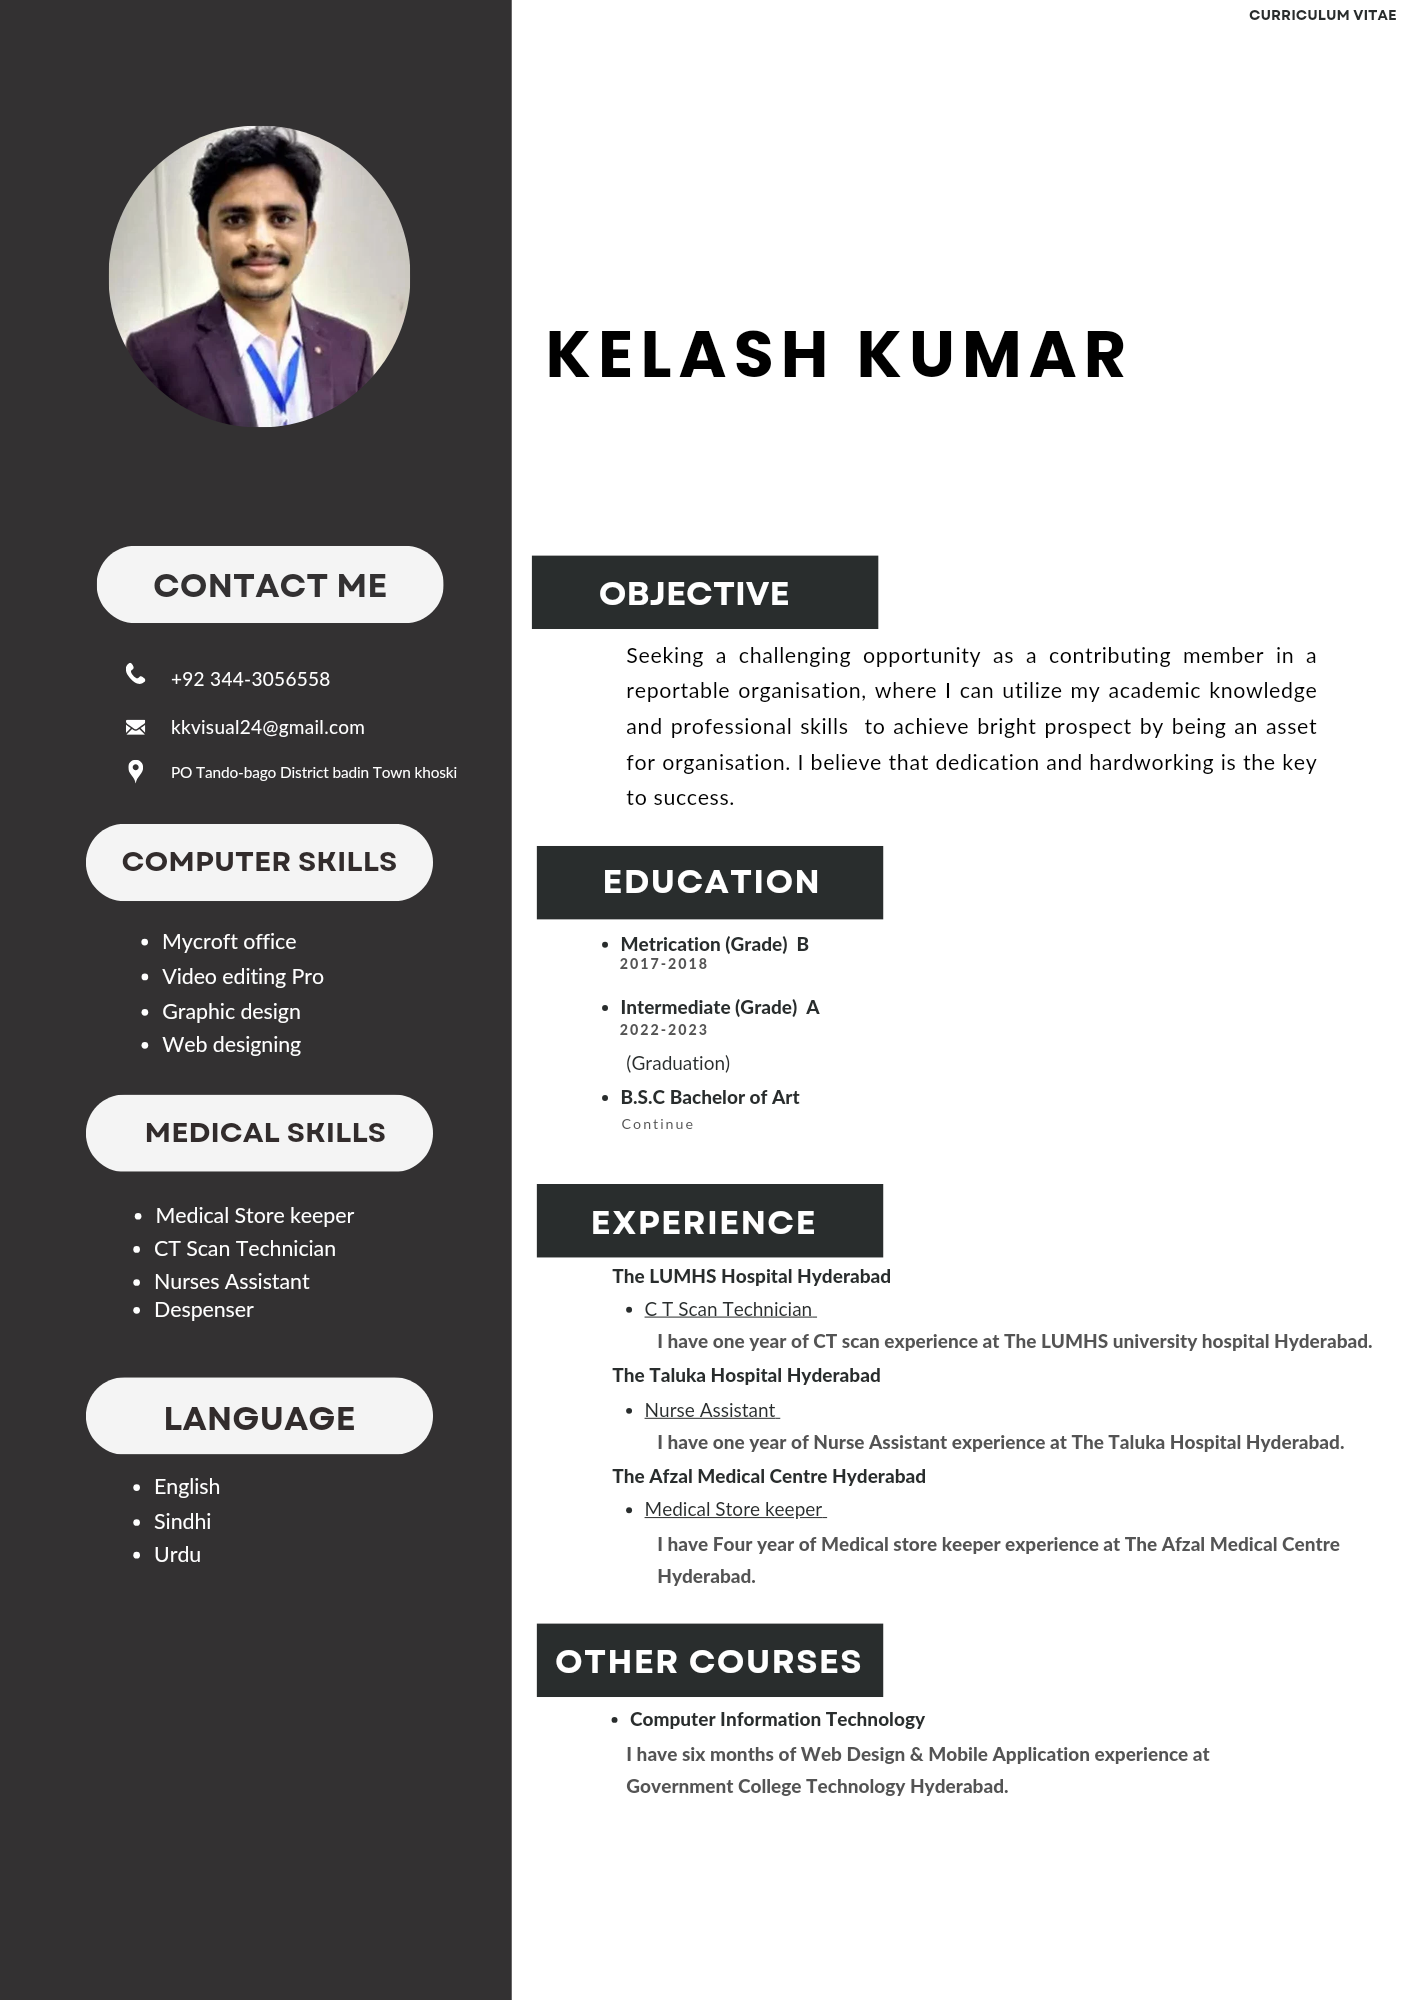 CURRICULUM VITAE
KELASH KUMAR
CONTACT ME
+92 344-3056558
kkvisual24@gmail.com
PO Tando-bago District badin Town khoski
COMPUTER SKILLS
• Mycroft office
• Video editing Pro
• Graphic design
• Web designing
MEDICAL SKILLS
• Medical Store keeper
• CT Scan Technician
• Nurses Assistant
• Despenser
LANGUAGE
• English
• Sindhi
• Urdu
OBJECTIVE
Seeking a challenging opportunity as a contributing member in a
reportable organisation, where I can utilize my academic knowledge
and professional skills to achieve bright prospect by being an asset
for organisation. I believe that dedication and hardworking is the key
to success.
EDUCATION
• Metrication (Grade) B
2017-2018
• Intermediate (Grade) A
2022-2023
(Graduation)
• B.S.C Bachelor of Art
Continue
EXPERIENCE
The LUMHS Hospital Hyderabad
• C T Scan Technician
I have one year of CT scan experience at The LUMHS university hospital Hyderabad.
The Taluka Hospital Hyderabad
• Nurse Assistant
I have one year of Nurse Assistant experience at The Taluka Hospital Hyderabad.
The Afzal Medical Centre Hyderabad
• Medical Store keeper
I have Four year of Medical store keeper experience at The Afzal Medical Centre
Hyderabad.
OTHER COURSES
• Computer Information Technology
I have six months of Web Design & Mobile Application experience at
Government College Technology Hyderabad.